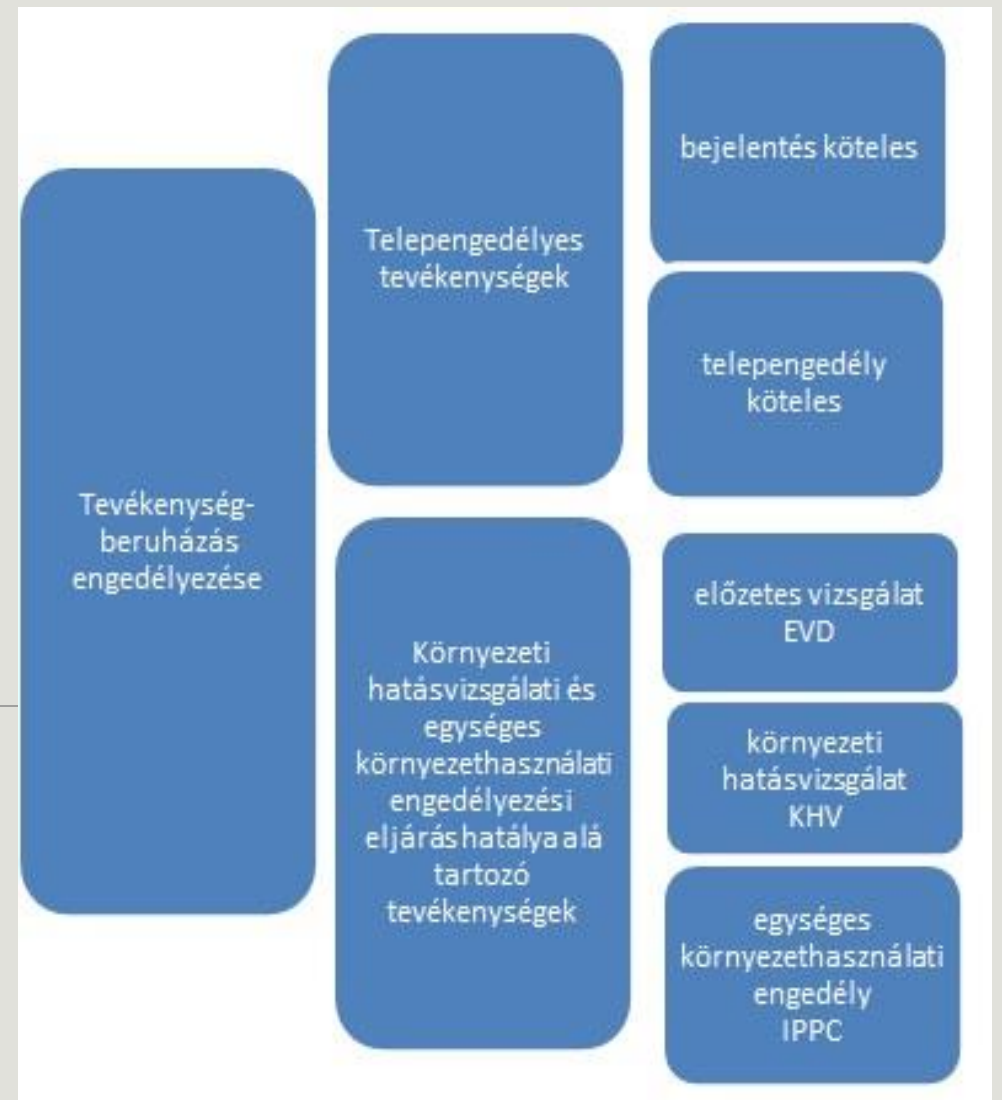 Tevékenység-
beruházás
engedélyezése
Telepengedélyes
tevékenységek
bejelentés köteles
telepengedély
köteles
Környezeti
hatásvizsgálati és
egységes
környezethasználati
engedélyezési
eljárás hatálya alá
tartozó
tevékenységek
előzetes vizsgálat
EVD
környezeti
hatásvizsgálat
KHV
egységes
környezethasználati
engedély
IPPC